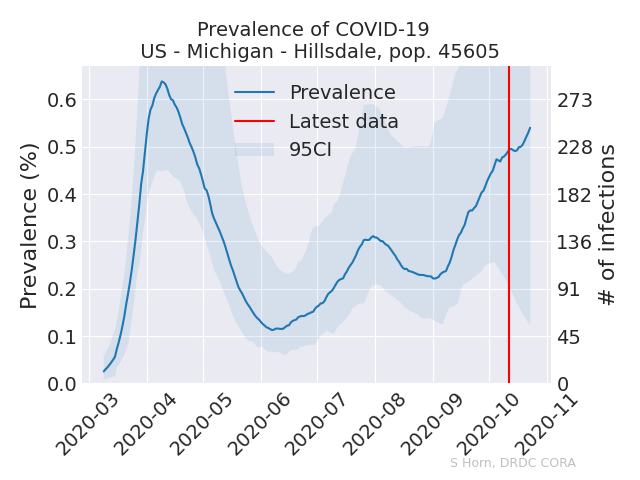 Prevalence of COVID-19
US - Michigan - Hillsdale, pop. 45605
Prevalence (%)
0.6
0.5
0.4
0.3
0.2
0.1
0.0
Prevalence
Latest data
95CI
273
228
182
136
91
45
0
# of infections
2020-03
2020-04
2020-05
2020-06
2020-07
2020-08
2020-09
2020-10
2020-11
S Horn, DRDC CORA